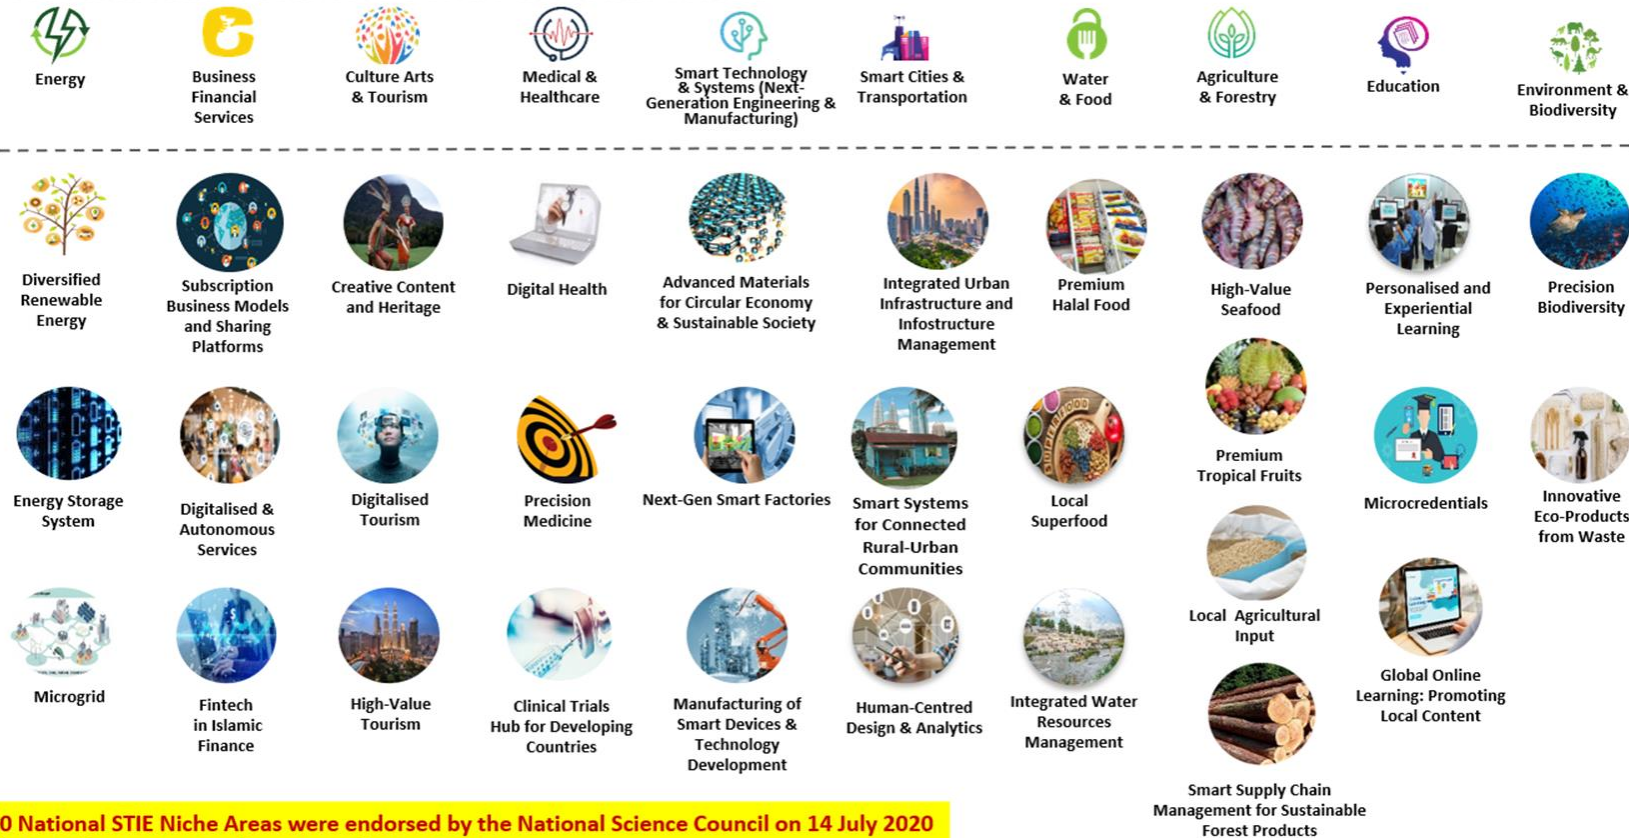 Energy
Business
Financial
Services
Culture Arts
& Tourism
Medical &
Healthcare
Smart Technology
& Systems (Next-
Generation Engineering &
Manufacturing)
Smart Cities &
Transportation
Water
& Food
Agriculture
& Forestry
Education
Environment &
Biodiversity
Diversified
Renewable
Energy
Subscription
Business Models
and Sharing
Platforms
Creative Content
and Heritage
Digital Health
Advanced Materials
for Circular Economy
& Sustainable Society
Integrated Urban
Infrastructure and
Infostructure
Management
Premium
Halal Food
High-Value
Seafood
Personalised and
Experiential
Learning
Precision
Biodiversity
Energy Storage
System
Digitalised &
Autonomous
Services
Digitalised
Tourism
Precision
Medicine
Next-Gen Smart Factories
Smart Systems
for Connected
Rural-Urban
Communities
SUPERFOOD
Local
Superfood
Premium
Tropical Fruits
Microcredentials
Innovative
Eco-Products
from Waste
Local Agricultural
Input
Microgrid
Fintech
in Islamic
Finance
High-Value
Tourism
Clinical Trials
Hub for Developing
Countries
Manufacturing of
Smart Devices &
Technology
Development
Human-Centred
Design & Analytics
Integrated Water
Resources
Management
Smart Supply Chain
Management for Sustainable
Forest Products
Global Online
Learning: Promoting
Local Content
0 National STIE Niche Areas were endorsed by the National Science Council on 14 July 2020